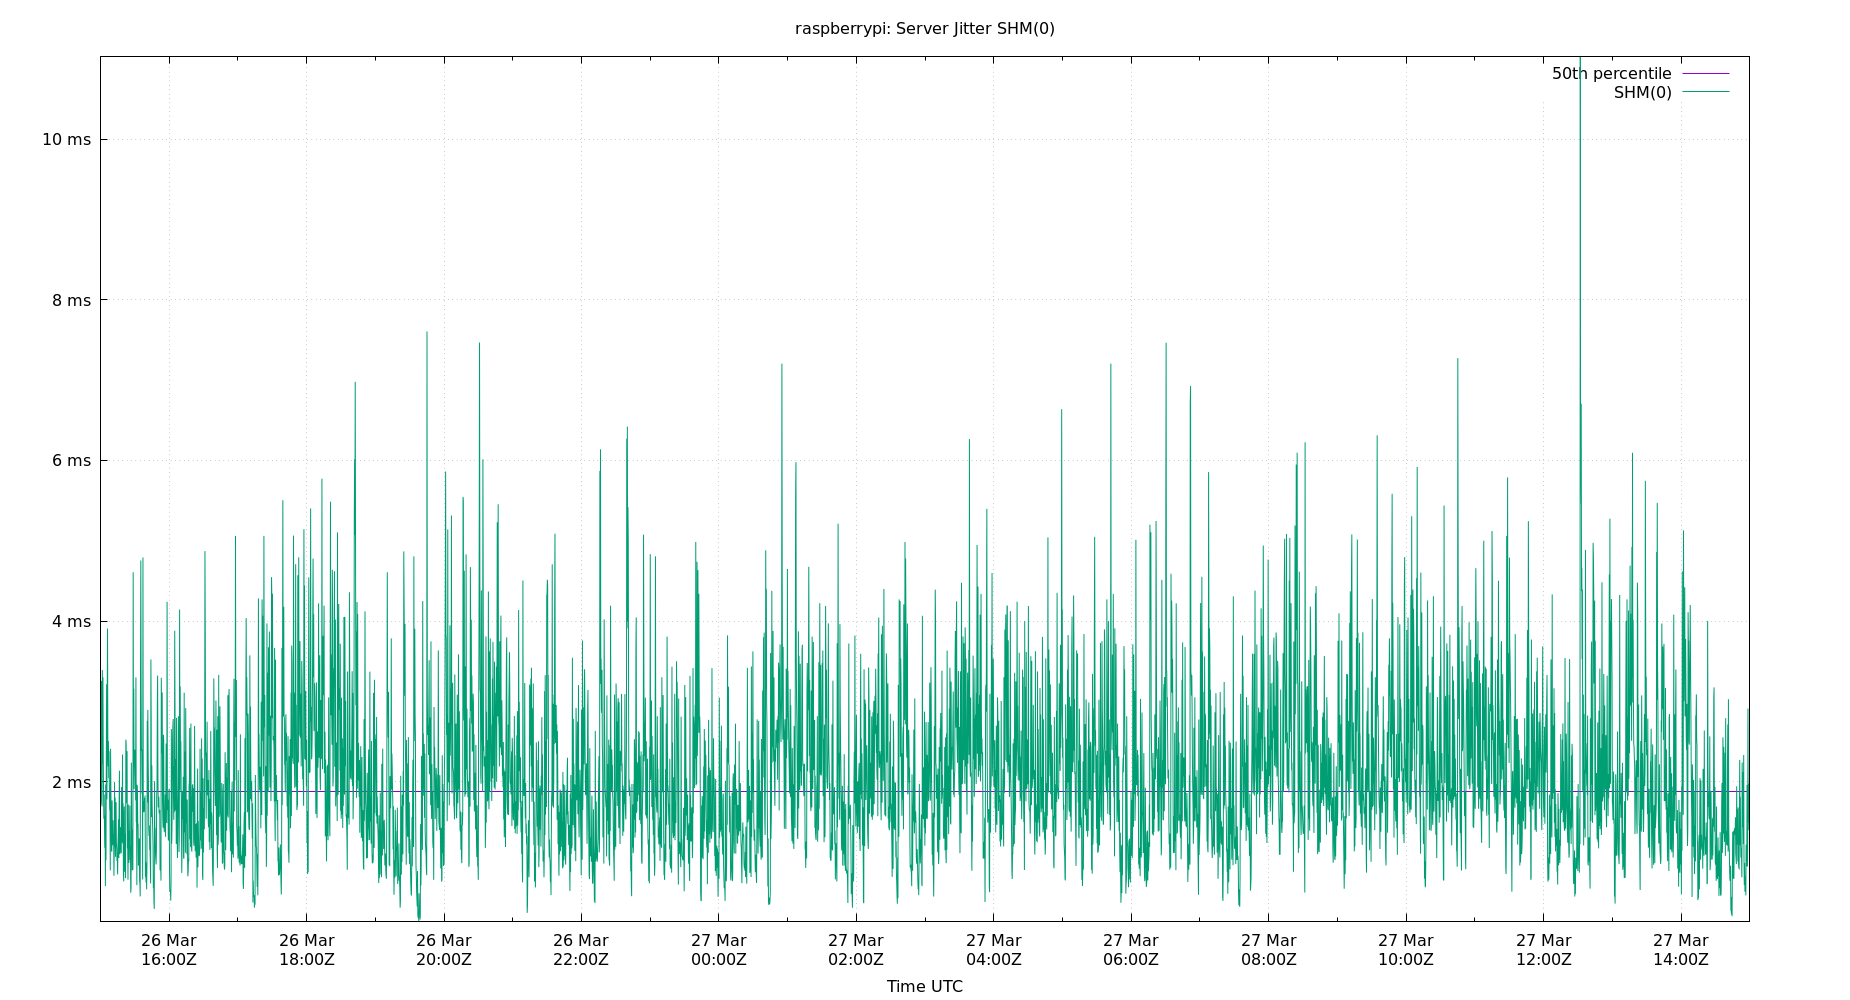 raspberrypi: Server Jitter SHM(0)
50th percentile
SHM(0)
10 ms
8 ms
6 ms
4 ms
2 ms
26 Mar 26 Mar 26 Mar 26 Mar 27 Mar 27 Mar 27 Mar 27 Mar 27 Mar 27 Mar 27 Mar 27 Mar
16:00Z 18:00Z 20:00Z 22:00Z 00:00Z 02:00Z 04:00Z 06:00Z 08:00Z 10:00Z 12:00Z 14:00Z
Time UTC